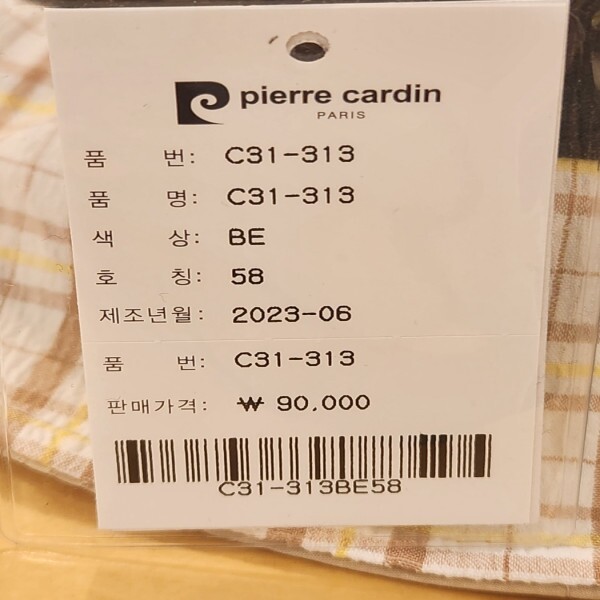 pierre cardin
PARIS
품 번: C31-313
품 명: C31-313
색 상: BE
호 칭: 58
제조년월: 2023-06
품 번: C31-313
판매가격: ₩ 90,000
C31-313BE58